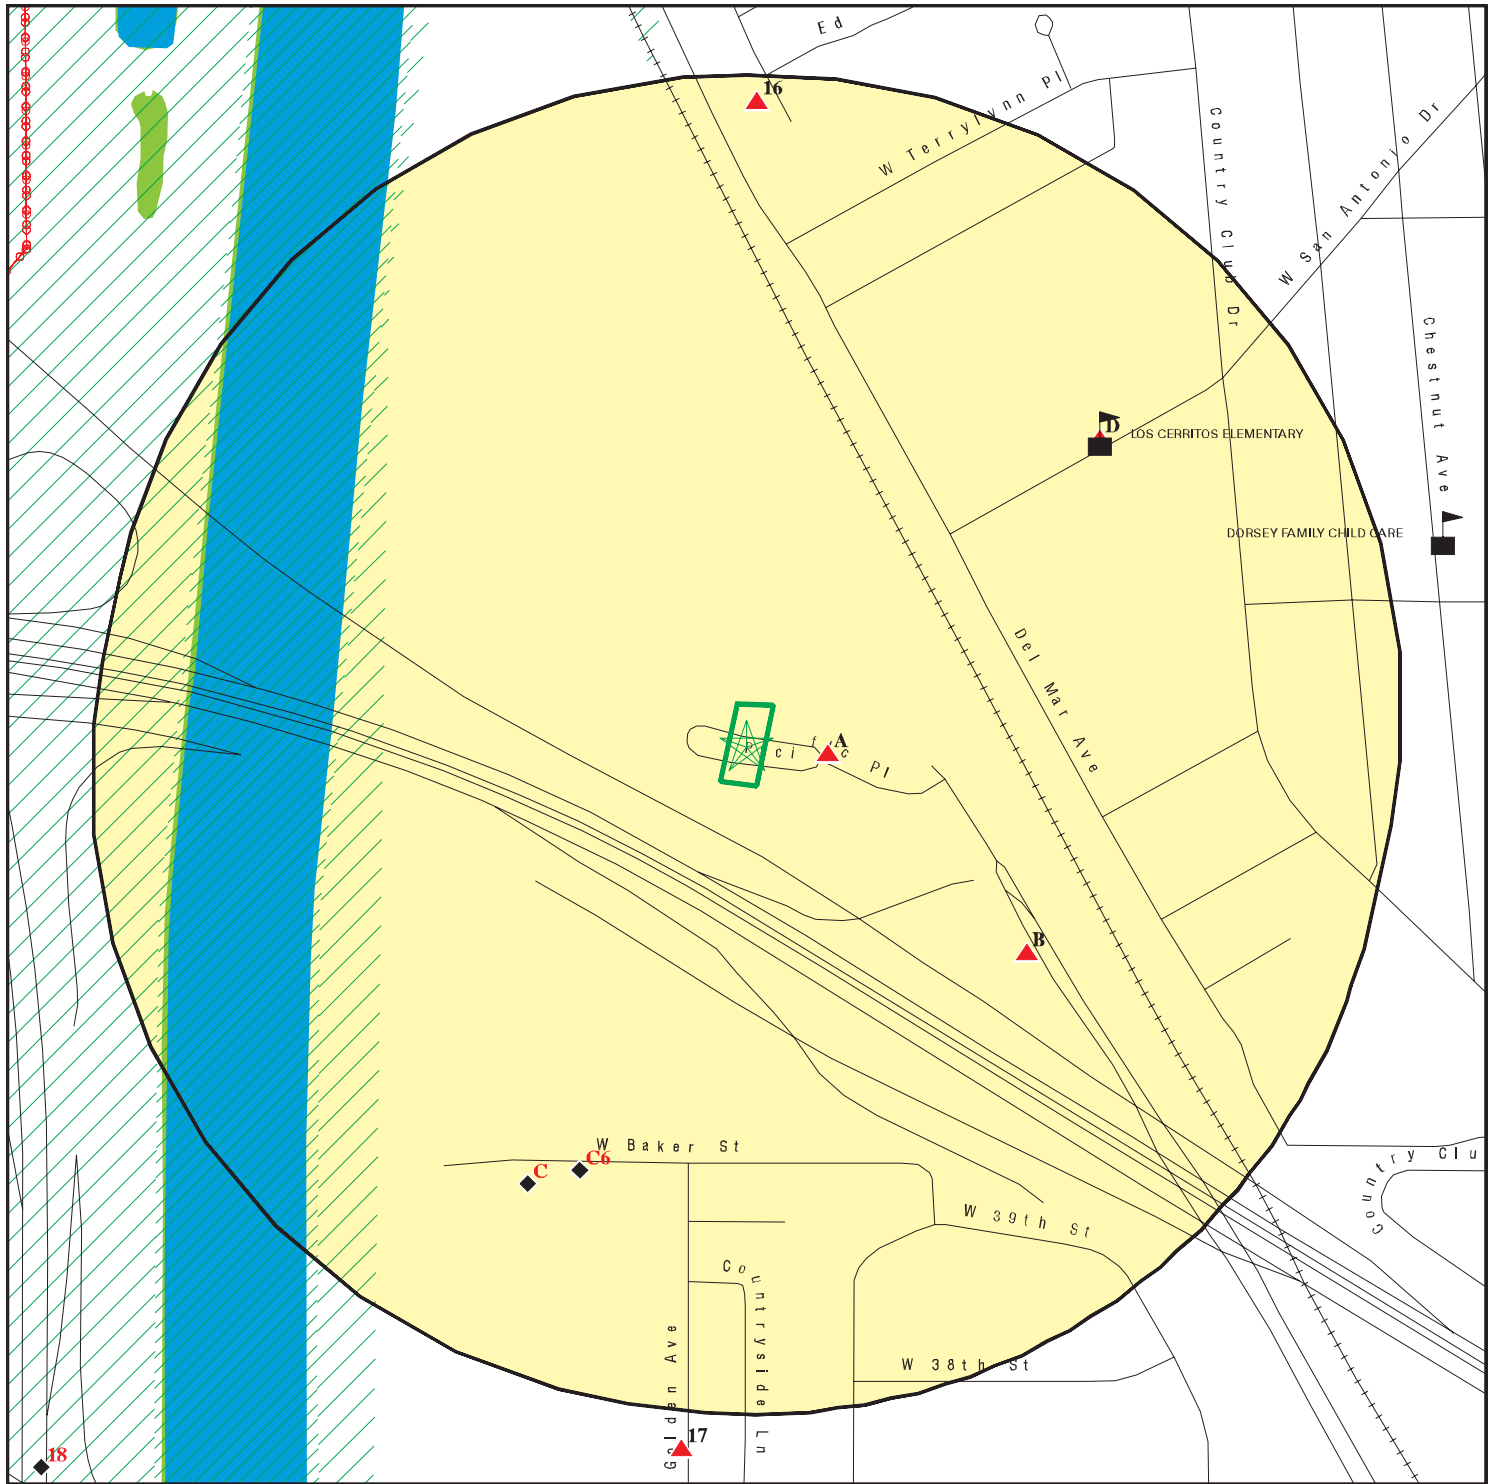 Ed
16
W Terrylynn Pl
Country Club Dr
W San Antonio Dr
Chestnut Ave
D
LOS CERRITOS ELEMENTARY
DORSEY FAMILY CHILD CARE
Del Mar Ave
A
Pacific Pl
B
W Baker St
C
C6
W 39th St
Country Clu
Countryside Ln
Golden Ave
W 38th St
17
18